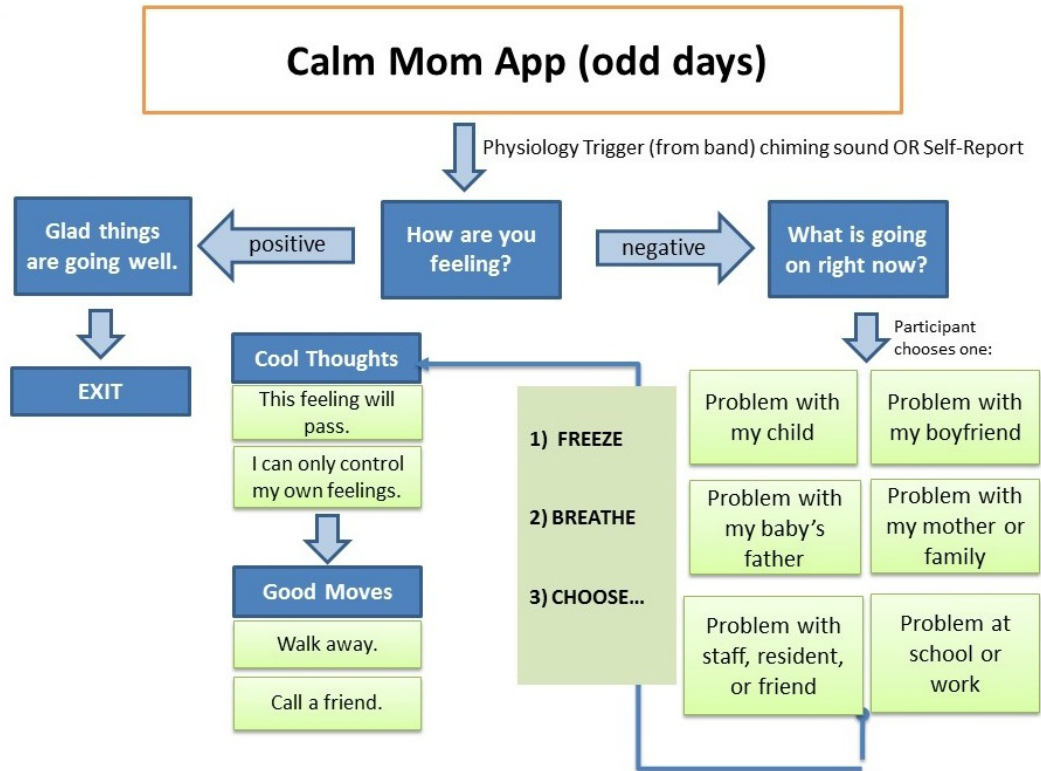 Calm Mom App (odd days)
Physiology Trigger (from band) chiming sound OR Self-Report
Glad things
are going well.
positive
How are you
feeling?
negative
What is going
on right now?
EXIT
Participant
chooses one:
Problem with
my child
Problem with
my boyfriend
Problem with
my baby’s
father
Problem with
my mother or
family
Problem with
staff, resident,
or friend
Problem at
school or
work
1) FREEZE
2) BREATHE
3) CHOOSE...
Cool Thoughts
This feeling will
pass.
I can only control
my own feelings.
Good Moves
Walk away.
Call a friend.